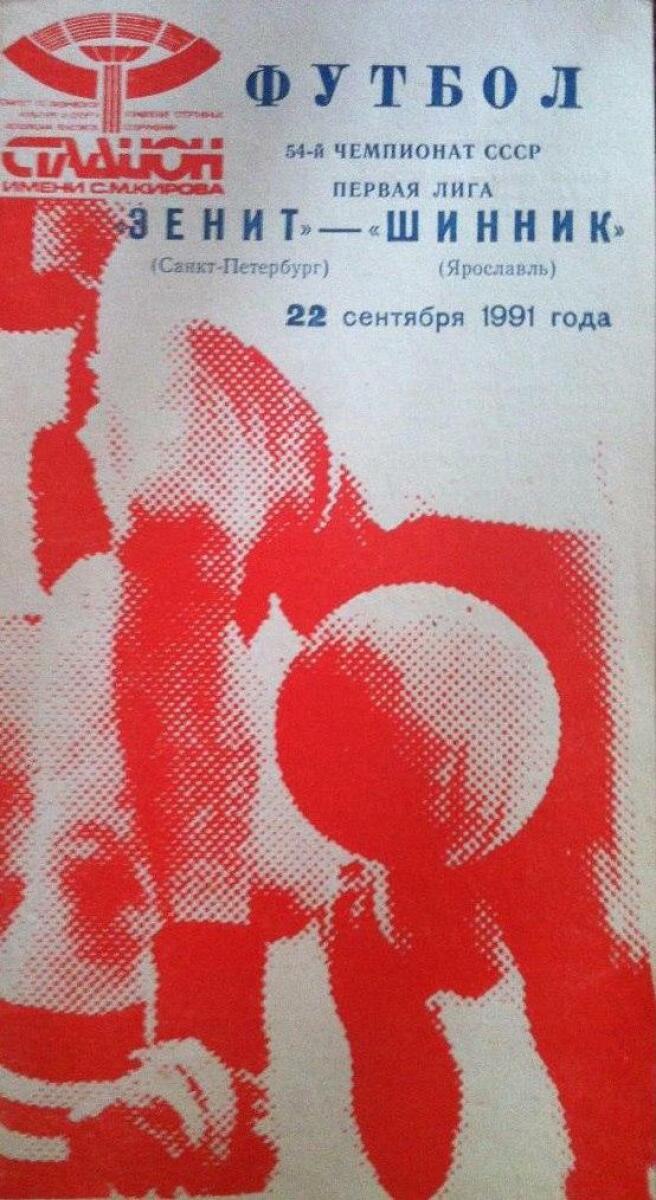 ФУТБОЛ
54-й ЧЕМПИОНАТ СССР
ПЕРВАЯ ЛИГА
«ЗЕНИТ» — «ШИННИК»
(Санкт-Петербург) (Ярославль)
22 сентября 1991 года
СТАДИОН
ИМЕНИ С.М.КИРОВА